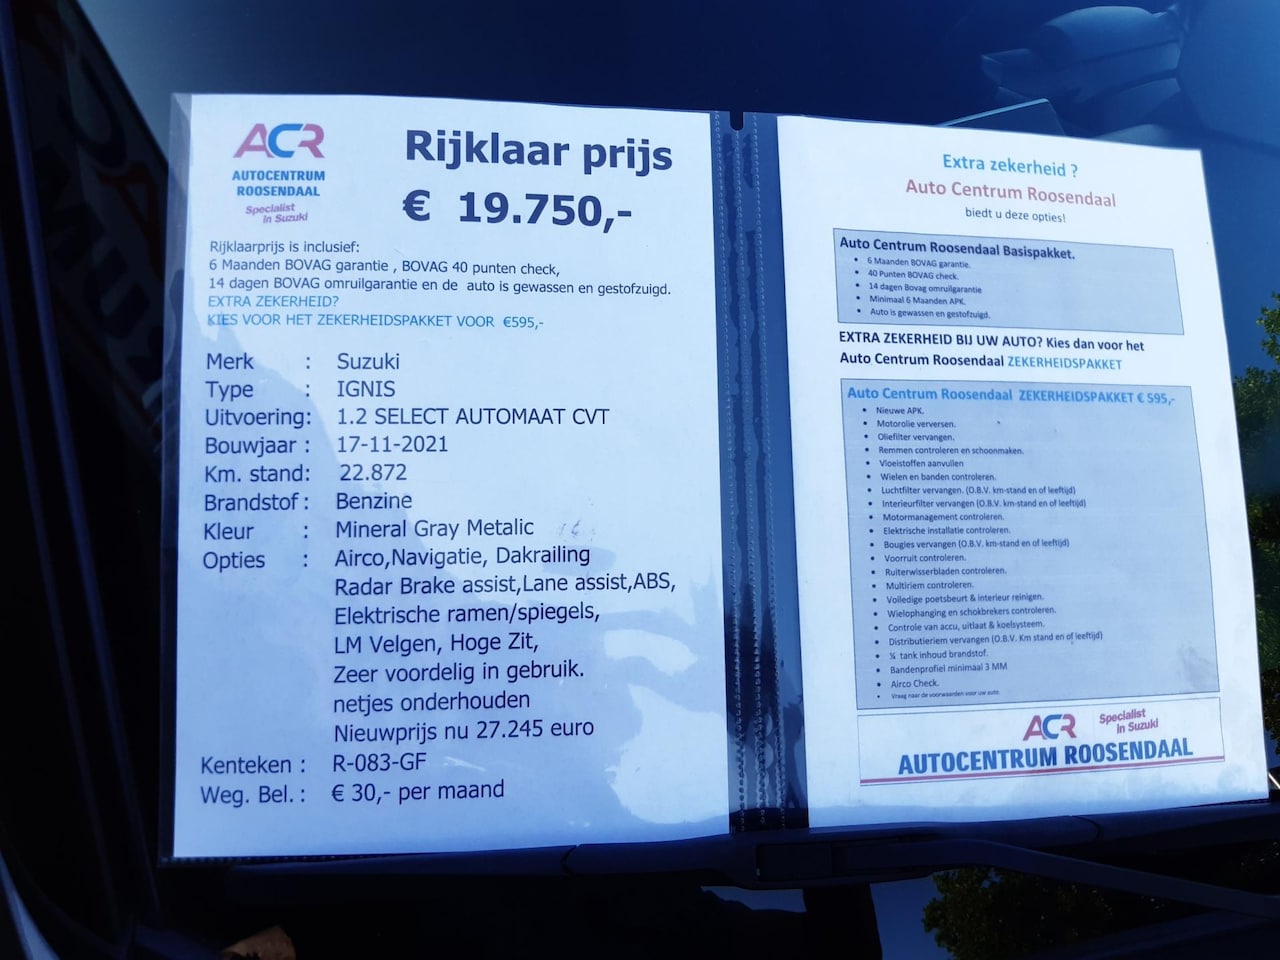 ACR
AUTOCENTRUM
ROOSENDAAL
Specialist
in Suzuki
Rijklaar prijs
€ 19.750,-
Rijklaarprijs is inclusief:
6 Maanden BOVAG garantie , BOVAG 40 punten check,
14 dagen BOVAG omruilgarantie en de auto is gewassen en gestofzuigd.
EXTRA ZEKERHEID?
KIES VOOR HET ZEKERHEIDSPAKKET VOOR €595,-
Merk : Suzuki
Type : IGNIS
Uitvoering: 1.2 SELECT AUTOMAAT CVT
Bouwjaar : 17-11-2021
Km. stand: 22.872
Brandstof : Benzine
Kleur : Mineral Gray Metalic
Opties : Airco,Navigatie, Dakrailing
Radar Brake assist,Lane assist,ABS,
Elektrische ramen/spiegels,
LM Velgen, Hoge Zit,
Zeer voordelig in gebruik.
netjes onderhouden
Nieuwprijs nu 27.245 euro
Kenteken : R-083-GF
Weg. Bel. : € 30,- per maand
Extra zekerheid ?
Auto Centrum Roosendaal
biedt u deze opties!
Auto Centrum Roosendaal Basispakket.
• 6 Maanden BOVAG garantie.
• 40 Punten BOVAG check.
• 14 dagen Bovag omruilgarantie
• Minimaal 6 Maanden APK.
• Auto is gewassen en gestofzuigd.
EXTRA ZEKERHEID BIJ UW AUTO? Kies dan voor het
Auto Centrum Roosendaal ZEKERHEIDSPAKKET
Auto Centrum Roosendaal ZEKERHEIDSPAKKET € 595,-
• Nieuwe APK.
• Motorolie verversen.
• Oliefilter vervangen.
• Remmen controleren en schoonmaken.
• Vloeistoffen aanvullen
• Wielen en banden controleren.
• Luchtfilter vervangen. (O.B.V. km-stand en of leeftijd)
• Interieurfilter vervangen (O.B.V. km-stand en of leeftijd)
• Motormanagement controleren.
• Elektrische installatie controleren.
• Bougies vervangen (O.B.V. km-stand en of leeftijd)
• Voorruit controleren.
• Ruiterwisserbladen controleren.
• Multiriem controleren.
• Volledige poetsbeurt & interieur reinigen.
• Wielophanging en schokbrekers controleren.
• Controle van accu, uitlaat & koelsysteem.
• Distributieriem vervangen (O.B.V. Km stand en of leeftijd)
• ¼ tank inhoud brandstof.
• Bandenprofiel minimaal 3 MM
• Airco Check.
• Vraag naar de voorwaarden voor uw auto.
ACR
Specialist
in Suzuki
AUTOCENTRUM ROOSENDAAL